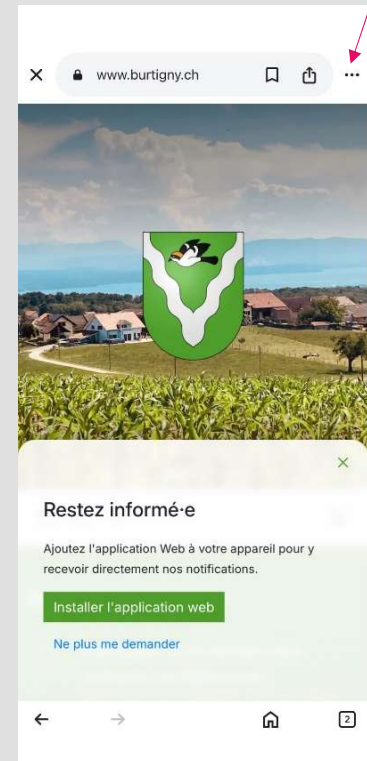 www.burtigny.ch
Restez informé·e
Ajoutez l'application Web à votre appareil pour y
recevoir directement nos notifications.
Installer l'application web
Ne plus me demander
2